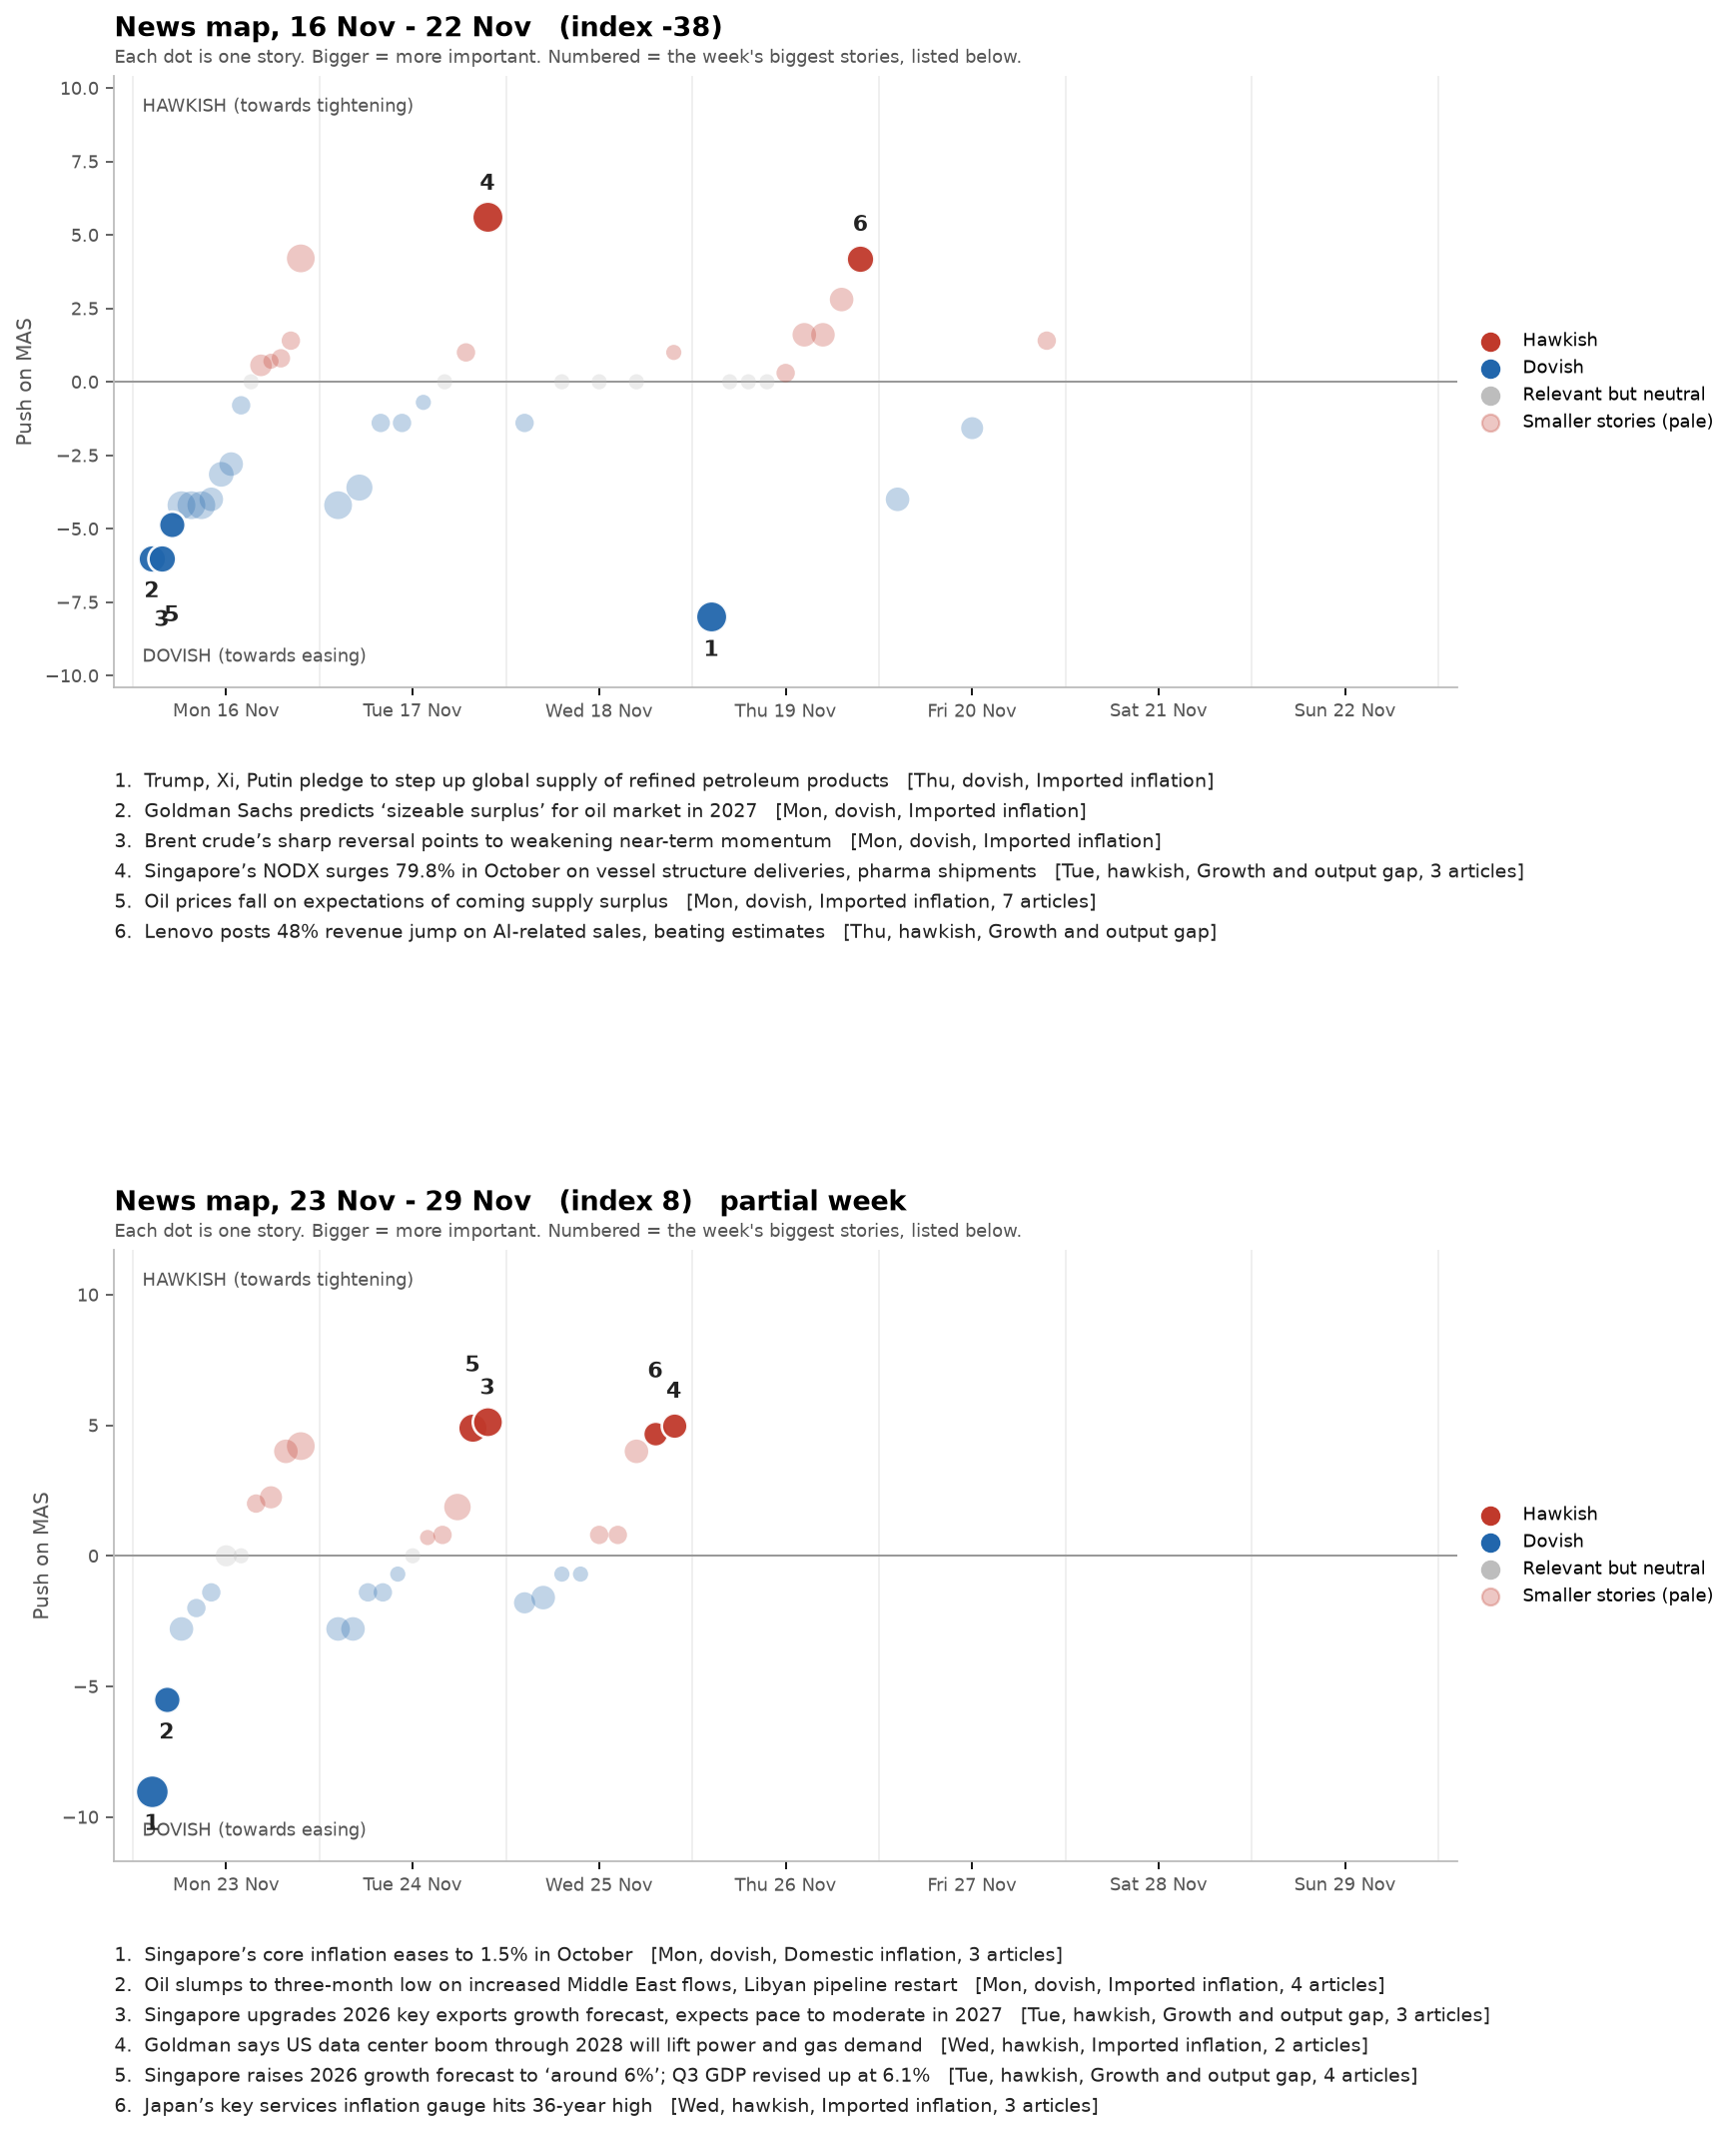 News map, 16 Nov - 22 Nov   (index -38)
Each dot is one story. Bigger = more important. Numbered = the week's biggest stories, listed below.
10.0
HAWKISH (towards tightening)
7.5
4
6
5.0
2.5
0.0
Push on MAS
−2.5
−5.0
2
3
5
−7.5
1
DOVISH (towards easing)
−10.0
Hawkish
Dovish
Relevant but neutral
Smaller stories (pale)
Mon 16 Nov
Tue 17 Nov
Wed 18 Nov
Thu 19 Nov
Fri 20 Nov
Sat 21 Nov
Sun 22 Nov
1.  Trump, Xi, Putin pledge to step up global supply of refined petroleum products   [Thu, dovish, Imported inflation]
2.  Goldman Sachs predicts ‘sizeable surplus’ for oil market in 2027   [Mon, dovish, Imported inflation]
3.  Brent crude’s sharp reversal points to weakening near-term momentum   [Mon, dovish, Imported inflation]
4.  Singapore’s NODX surges 79.8% in October on vessel structure deliveries, pharma shipments   [Tue, hawkish, Growth and output gap, 3 articles]
5.  Oil prices fall on expectations of coming supply surplus   [Mon, dovish, Imported inflation, 7 articles]
6.  Lenovo posts 48% revenue jump on AI-related sales, beating estimates   [Thu, hawkish, Growth and output gap]
News map, 23 Nov - 29 Nov   (index 8)   partial week
Each dot is one story. Bigger = more important. Numbered = the week's biggest stories, listed below.
HAWKISH (towards tightening)
10
5
3
6
4
5
0
Push on MAS
−5
2
−10
1
DOVISH (towards easing)
Hawkish
Dovish
Relevant but neutral
Smaller stories (pale)
Mon 23 Nov
Tue 24 Nov
Wed 25 Nov
Thu 26 Nov
Fri 27 Nov
Sat 28 Nov
Sun 29 Nov
1.  Singapore’s core inflation eases to 1.5% in October   [Mon, dovish, Domestic inflation, 3 articles]
2.  Oil slumps to three-month low on increased Middle East flows, Libyan pipeline restart   [Mon, dovish, Imported inflation, 4 articles]
3.  Singapore upgrades 2026 key exports growth forecast, expects pace to moderate in 2027   [Tue, hawkish, Growth and output gap, 3 articles]
4.  Goldman says US data center boom through 2028 will lift power and gas demand   [Wed, hawkish, Imported inflation, 2 articles]
5.  Singapore raises 2026 growth forecast to ‘around 6%’; Q3 GDP revised up at 6.1%   [Tue, hawkish, Growth and output gap, 4 articles]
6.  Japan’s key services inflation gauge hits 36-year high   [Wed, hawkish, Imported inflation, 3 articles]